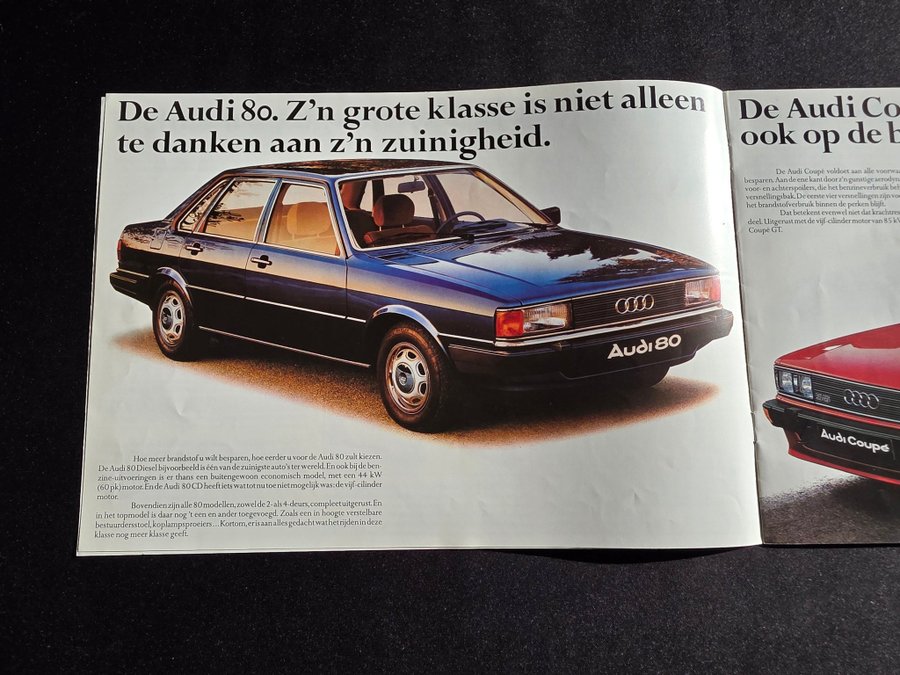 De Audi 80. Z'n grote klasse is niet alleen
te danken aan z'n zuinigheid.
Audi 80
Hoe meer brandstof u wilt besparen, hoe eerder u voor de Audi 80 zult kiezen.
De Audi 80 Diesel bijvoorbeeld is één van de zuinigste auto's ter wereld. En ook bij de ben-
zine-uitvoeringen is er thans een buitengewoon economisch model, met een 44 kW
(60 pk) motor. En de Audi 80 CD heeft iets wat tot nu toe niet mogelijk was: de vijf-cilinder
motor.
Bovendien zijn alle 80 modellen, zowel de 2- als 4-deurs, compleet uitgerust. En
in het topmodel is daar nog 't een en ander toegevoegd. Zoals een in hoogte verstelbare
bestuurdersstoel, koplampsproeiers... Kortom, er is aan alles gedacht wat het rijden in deze
klasse nog meer klasse geeft.
De Audi Co
ook op de b
De Audi Coupé voldoet aan alle voorwa
besparen. Aan de ene kant door z'n gunstige aerodyn
voor- en achterspoilers, die het benzineverbruik be
versnellingsbak. De eerste vier versnellingen zijn vo
het brandstofverbruik binnen de perken blijft.
Dat betekent evenwel niet dat krachtre
deel. Uitgerust met de vijf-cilinder motor van 85 k
Coupé GT.
Audi Coupé